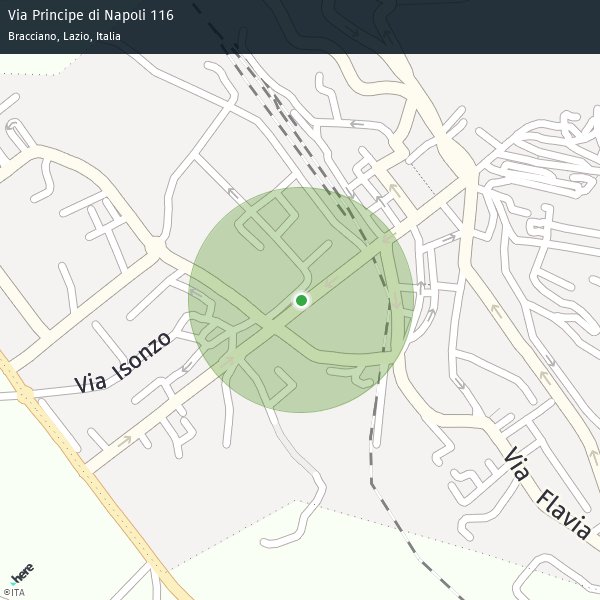 Via Principe di Napoli 116
Bracciano, Lazio, Italia
Via Isonzo
Via Flavia
here
©ITA